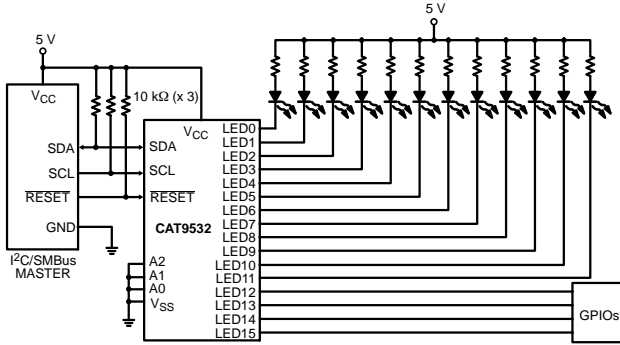 5 V
5 V
VCC
10 kΩ (x 3)
VCC
SDA
SCL
RESET
GND
I2C/SMBus
MASTER
SDA
SCL
RESET
CAT9532
A2
A1
A0
VSS
LED0
LED1
LED2
LED3
LED4
LED5
LED6
LED7
LED8
LED9
LED10
LED11
LED12
LED13
LED14
LED15
GPIOs